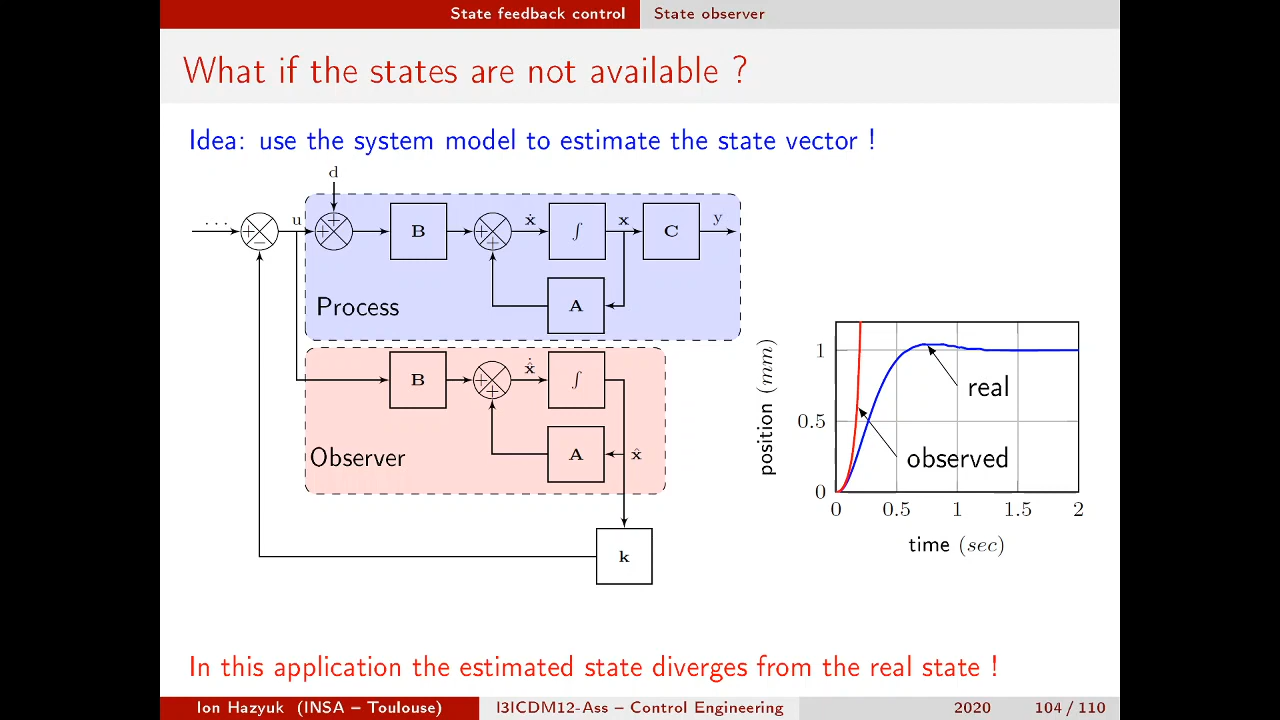 State feedback control State observer
What if the states are not available ?
Idea: use the system model to estimate the state vector !
d
... u + + B + + ẋ ∫ x C y
+ −
A
Process
B + + x̂̇ ∫
A x̂
Observer
k
position (mm)
1
0.5
0
real
observed
0 0.5 1 1.5 2
time (sec)
In this application the estimated state diverges from the real state !
Ion Hazyuk (INSA – Toulouse) I3ICDM12-Ass – Control Engineering 2020 104 / 110